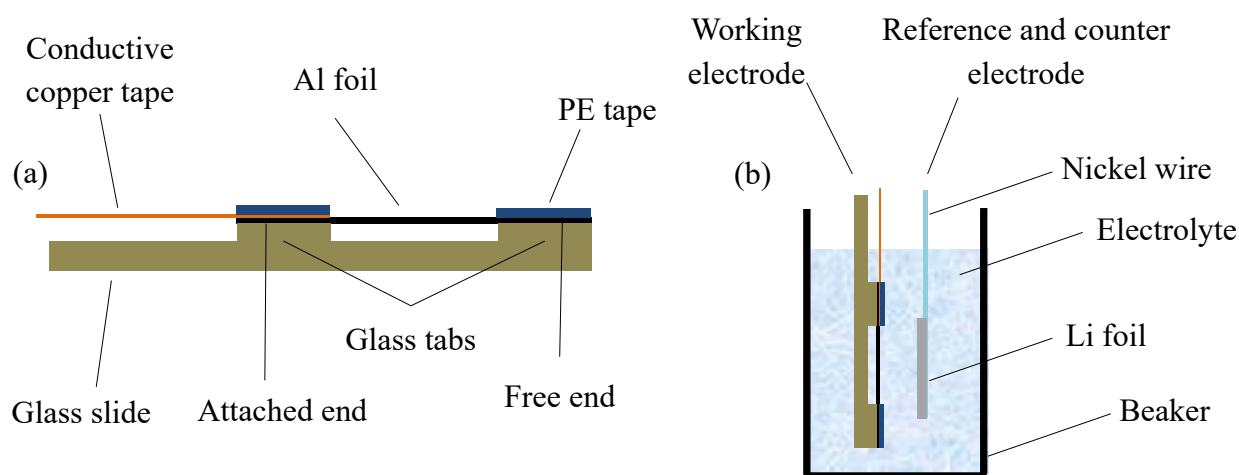 (a)
Conductive
copper tape
Al foil
PE tape
Glass tabs
Glass slide
Attached end
Free end
(b)
Working
electrode
Reference and counter
electrode
Nickel wire
Electrolyte
Li foil
Beaker